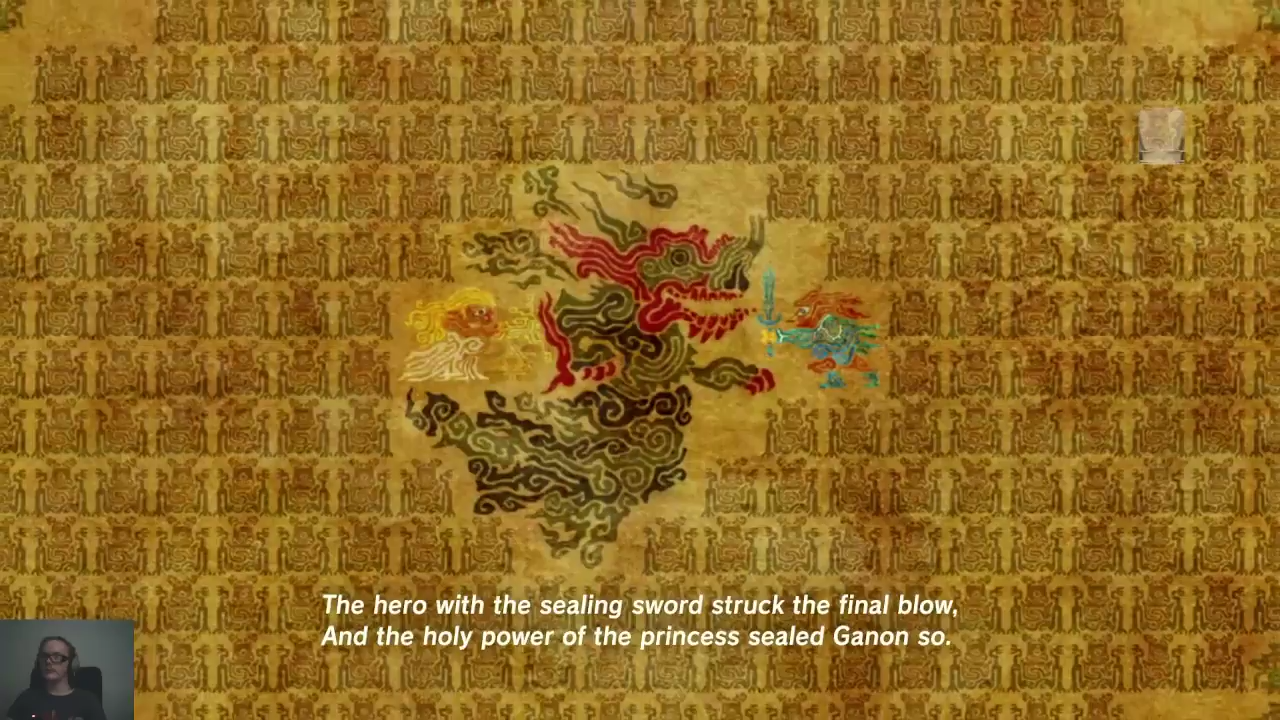 The hero with the sealing sword struck the final blow,
And the holy power of the princess sealed Ganon so.